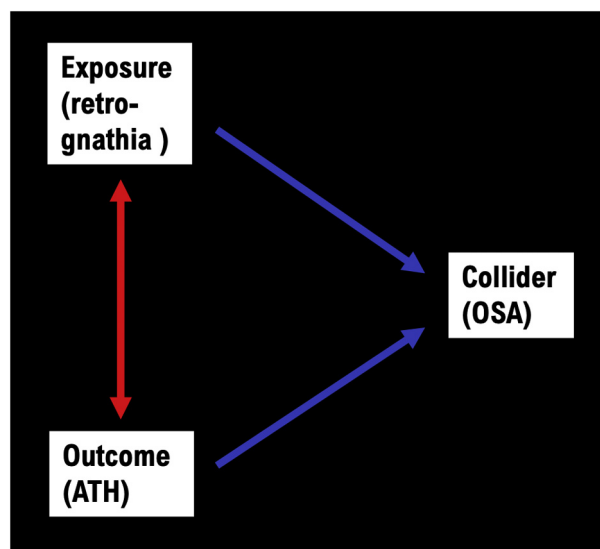 Exposure
(retro-
gnathia )
Collider
(OSA)
Outcome
(ATH)